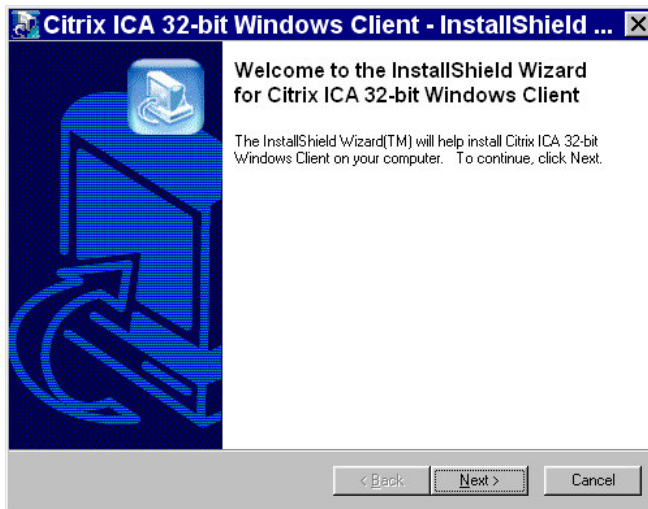 Citrix ICA 32-bit Windows Client - InstallShield ...
Welcome to the InstallShield Wizard
for Citrix ICA 32-bit Windows Client
The InstallShield Wizard(TM) will help install Citrix ICA 32-bit
Windows Client on your computer. To continue, click Next.
< Back Next > Cancel